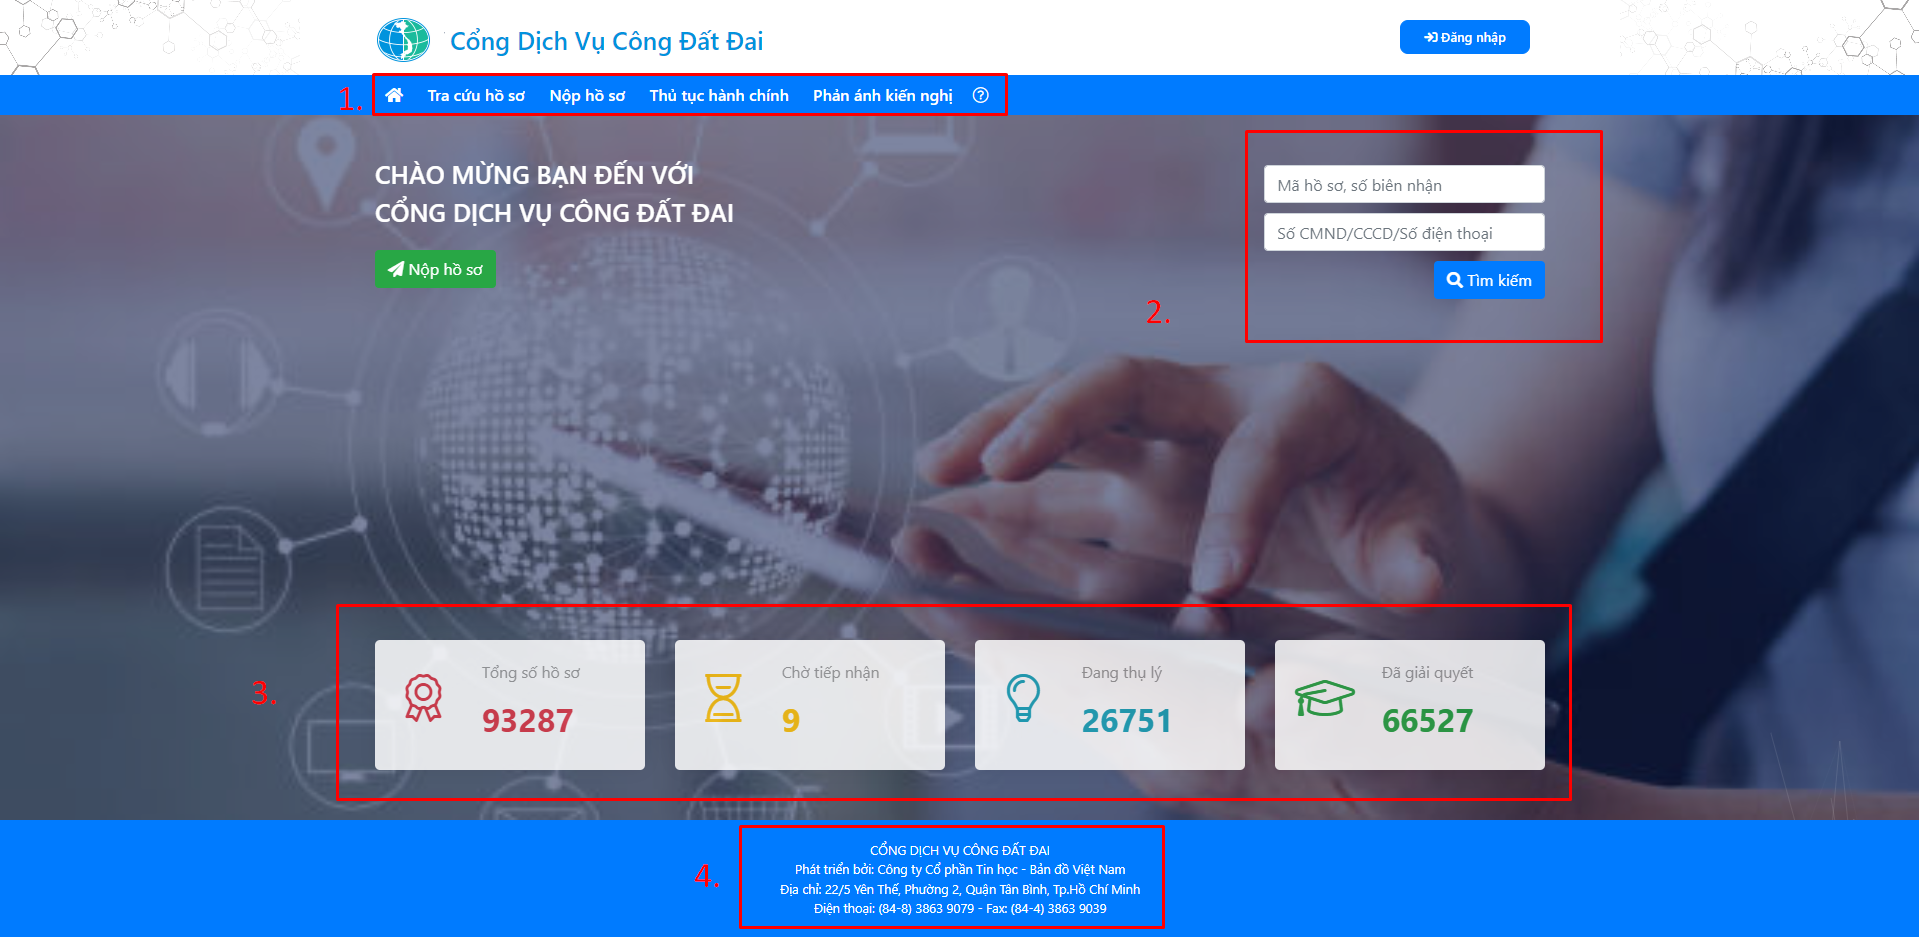 Cổng Dịch Vụ Công Đất Đai
Đăng nhập
1.
Tra cứu hồ sơ Nộp hồ sơ Thủ tục hành chính Phản ánh kiến nghị
CHÀO MỪNG BẠN ĐẾN VỚI
CỔNG DỊCH VỤ CÔNG ĐẤT ĐAI
Nộp hồ sơ
2.
Mã hồ sơ, số biên nhận
Số CMND/CCCD/Số điện thoại
Tìm kiếm
3.
Tổng số hồ sơ
93287
Chờ tiếp nhận
9
Đang thụ lý
26751
Đã giải quyết
66527
4.
CỔNG DỊCH VỤ CÔNG ĐẤT ĐAI
Phát triển bởi: Công ty Cổ phần Tin học - Bản đồ Việt Nam
Địa chỉ: 22/5 Yên Thế, Phường 2, Quận Tân Bình, Tp.Hồ Chí Minh
Điện thoại: (84-8) 3863 9079 - Fax: (84-4) 3863 9039